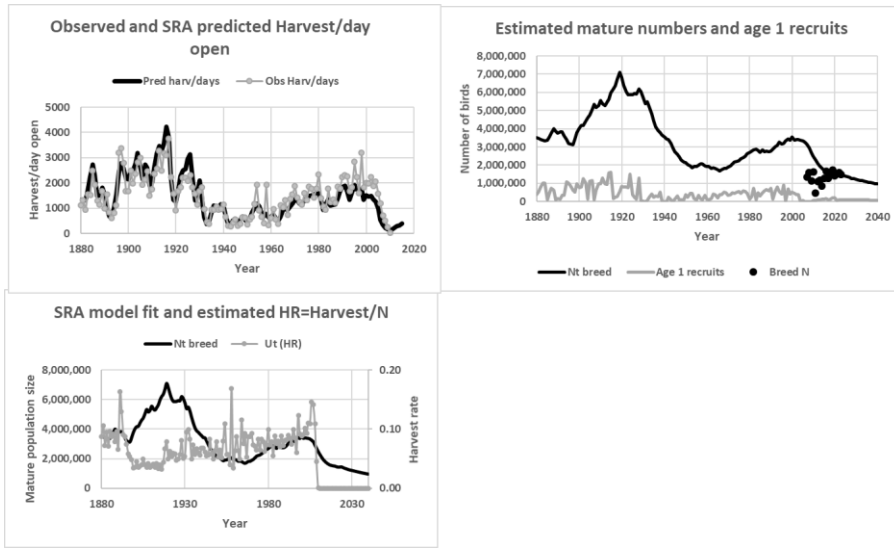 Observed and SRA predicted Harvest/day
open
Pred harv/days Obs Harv/days
5000
4000
3000
2000
1000
0
Harvest/day open
1880 1900 1920 1940 1960 1980 2000 2020
Year
Estimated mature numbers and age 1 recruits
8,000,000
7,000,000
6,000,000
5,000,000
4,000,000
3,000,000
2,000,000
1,000,000
0
Number of birds
1880 1900 1920 1940 1960 1980 2000 2020 2040
Year
Nt breed Age 1 recruits Breed N
SRA model fit and estimated HR=Harvest/N
Nt breed Ut (HR)
8,000,000 0.20
6,000,000
4,000,000 0.10
2,000,000
0 0.00
Mature population size
Harvest rate
1880 1930 1980 2030
Year